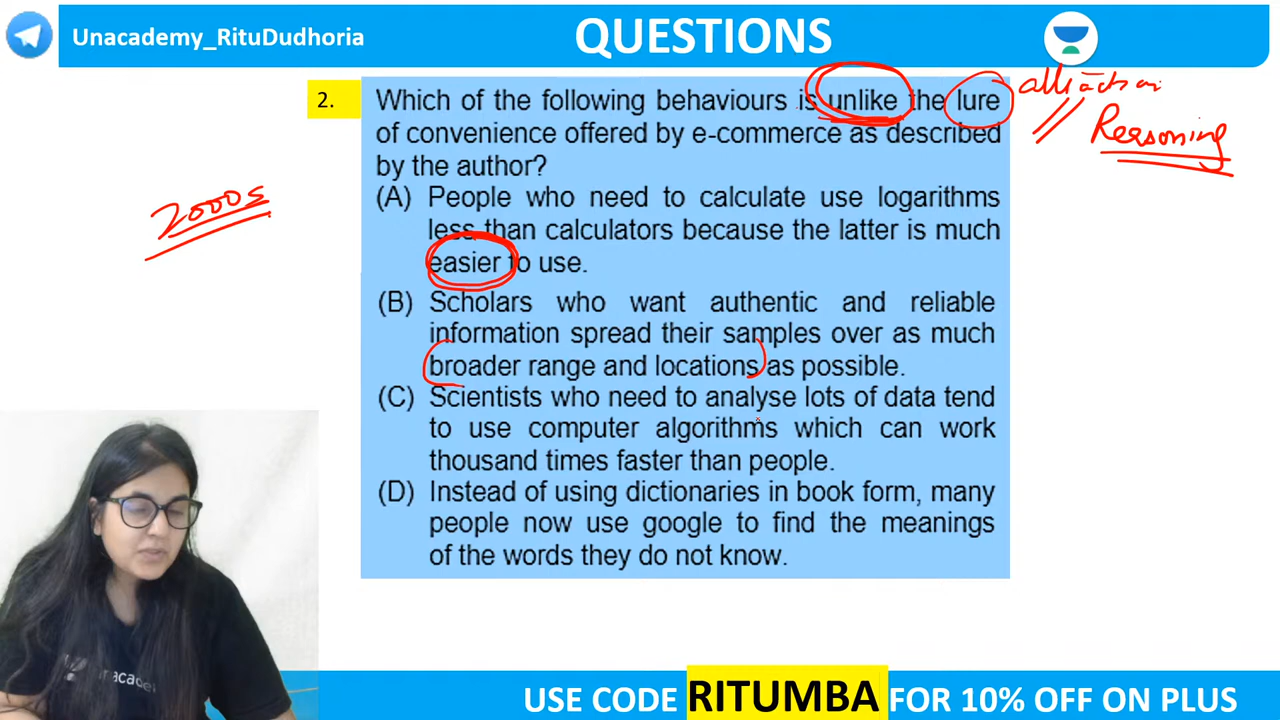 Unacademy_RituDudhoria
QUESTIONS
2.
Which of the following behaviours is unlike the lure
of convenience offered by e-commerce as described
by the author?
attraction
Reasoning
2000s
(A) People who need to calculate use logarithms
less than calculators because the latter is much
easier to use.
(B) Scholars who want authentic and reliable
information spread their samples over as much
broader range and locations as possible.
(C) Scientists who need to analyse lots of data tend
to use computer algorithms which can work
thousand times faster than people.
(D) Instead of using dictionaries in book form, many
people now use google to find the meanings
of the words they do not know.
USE CODE RITUMBA FOR 10% OFF ON PLUS